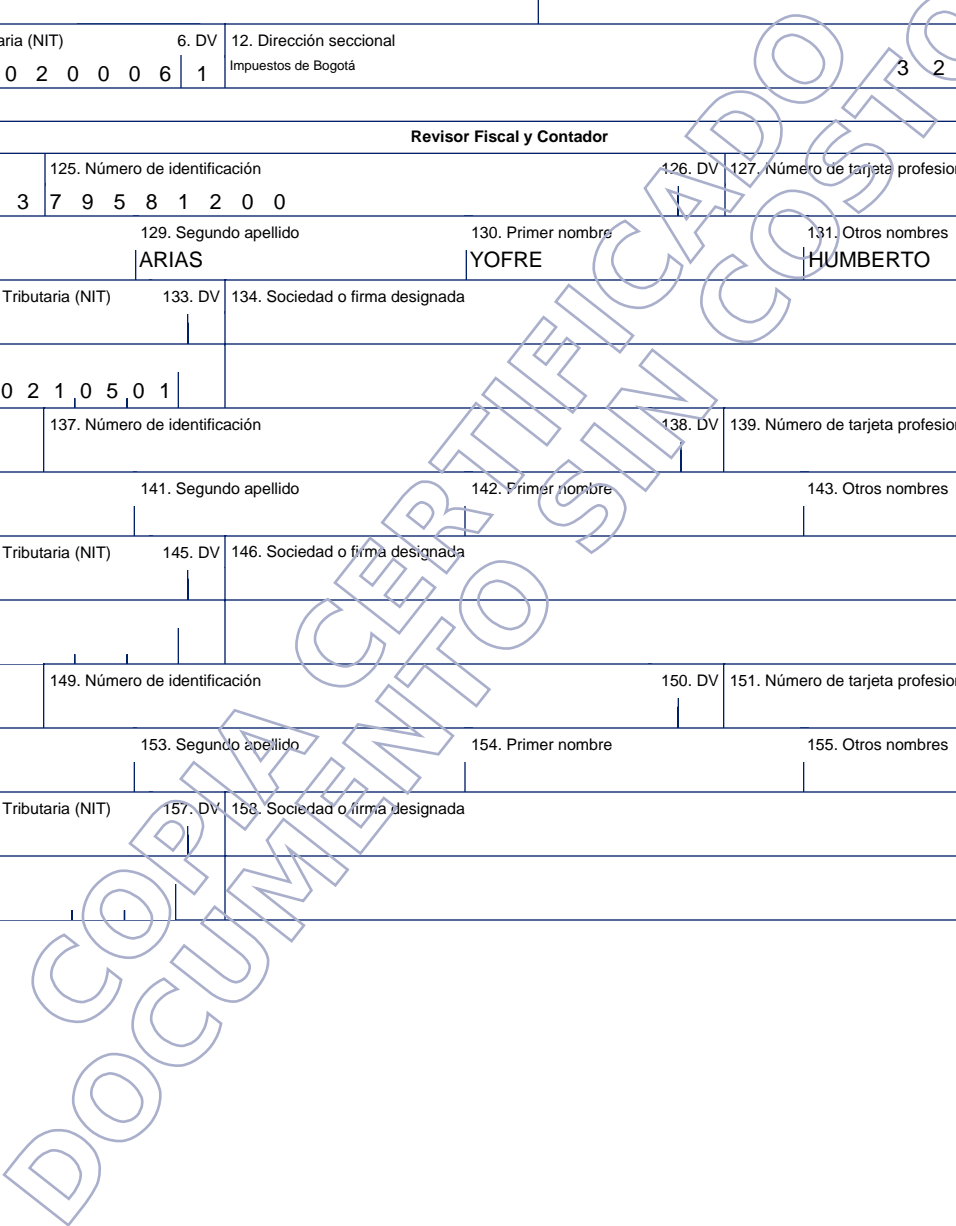 aria (NIT) 6. DV 12. Dirección seccional
0 2 0 0 0 6 1 Impuestos de Bogotá 3 2
Revisor Fiscal y Contador
125. Número de identificación 126. DV 127. Número de tarjeta profesion
3 7 9 5 8 1 2 0 0
129. Segundo apellido 130. Primer nombre 131. Otros nombres
ARIAS YOFRE HUMBERTO
Tributaria (NIT) 133. DV 134. Sociedad o firma designada
0 2 1 0 5 0 1
137. Número de identificación 138. DV 139. Número de tarjeta profesion
141. Segundo apellido 142. Primer nombre 143. Otros nombres
Tributaria (NIT) 145. DV 146. Sociedad o firma designada
149. Número de identificación 150. DV 151. Número de tarjeta profesion
153. Segundo apellido 154. Primer nombre 155. Otros nombres
Tributaria (NIT) 157. DV 158. Sociedad o firma designada
COPIA CERTIFICADO
DOCUMENTO SIN COSTO